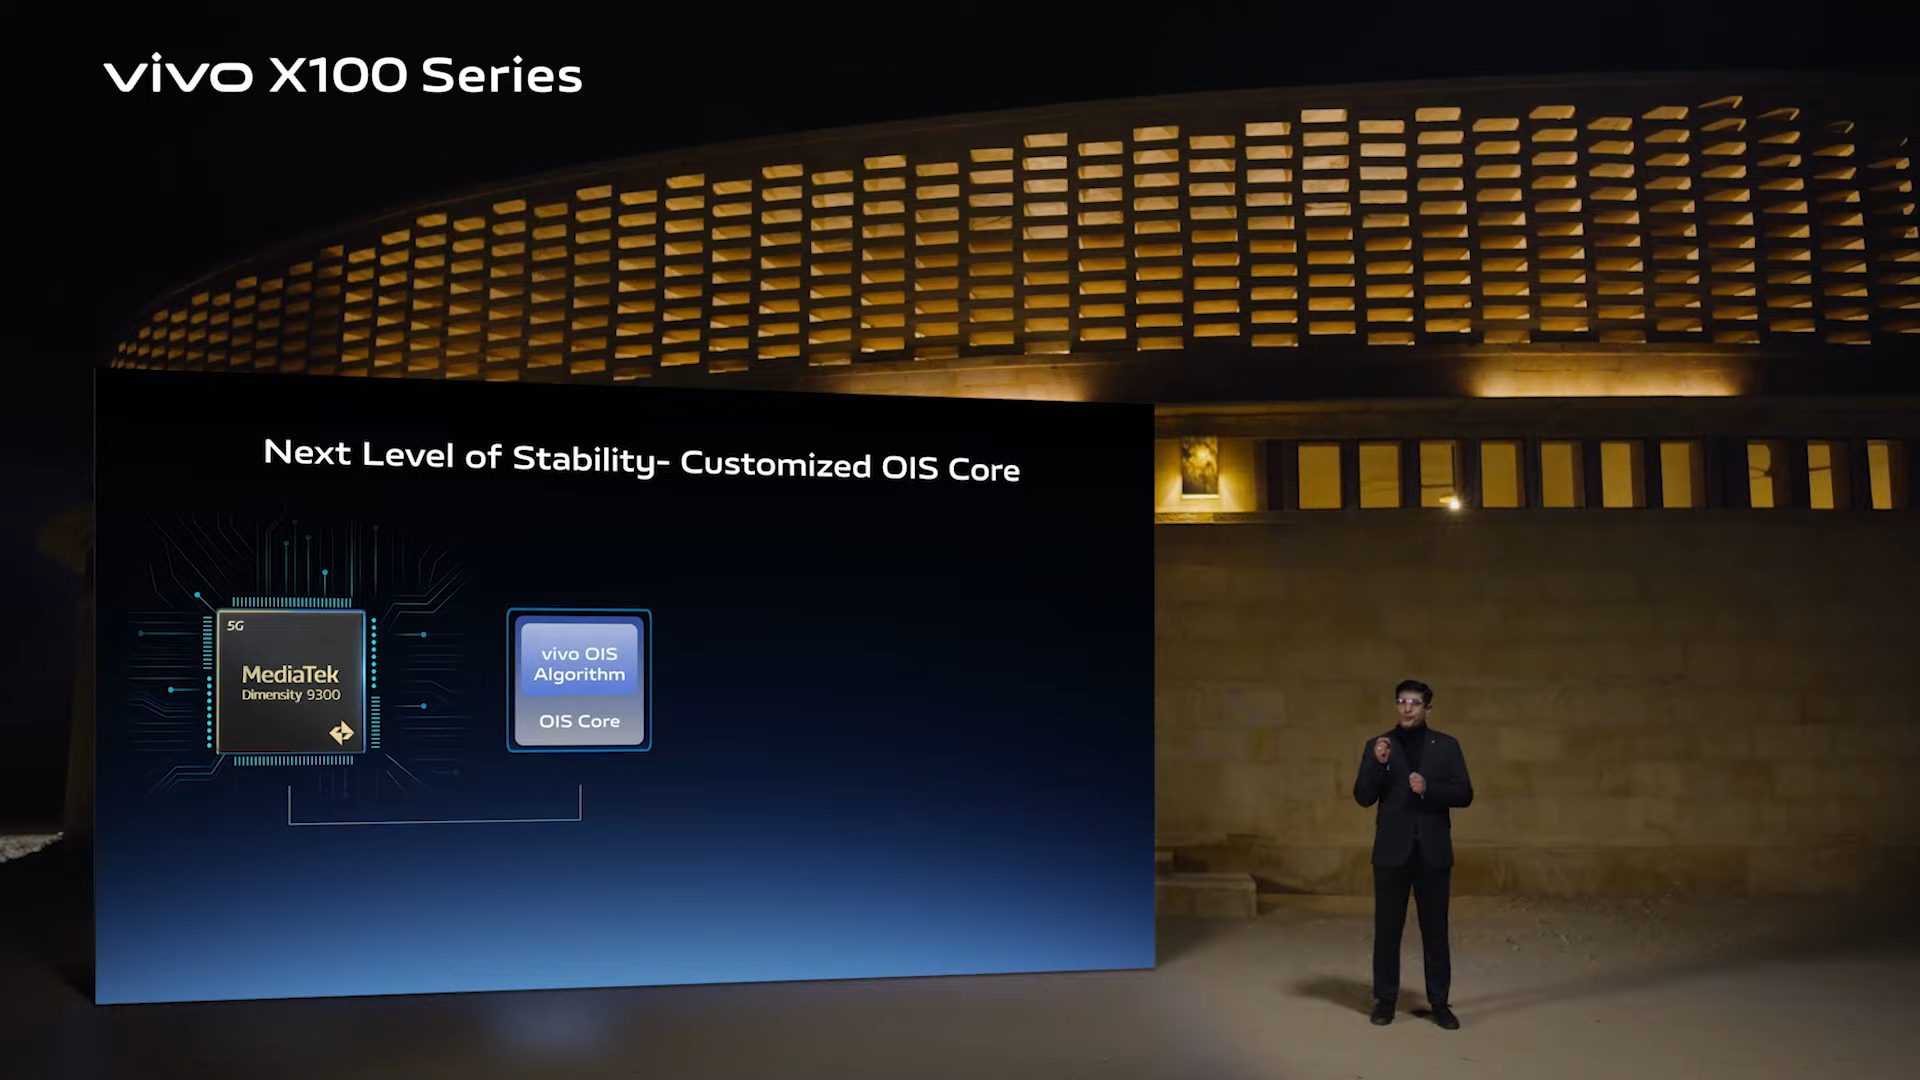 vivo X100 Series
Next Level of Stability- Customized OIS Core
5G
MediaTek
Dimensity 9300
vivo OIS
Algorithm
OIS Core